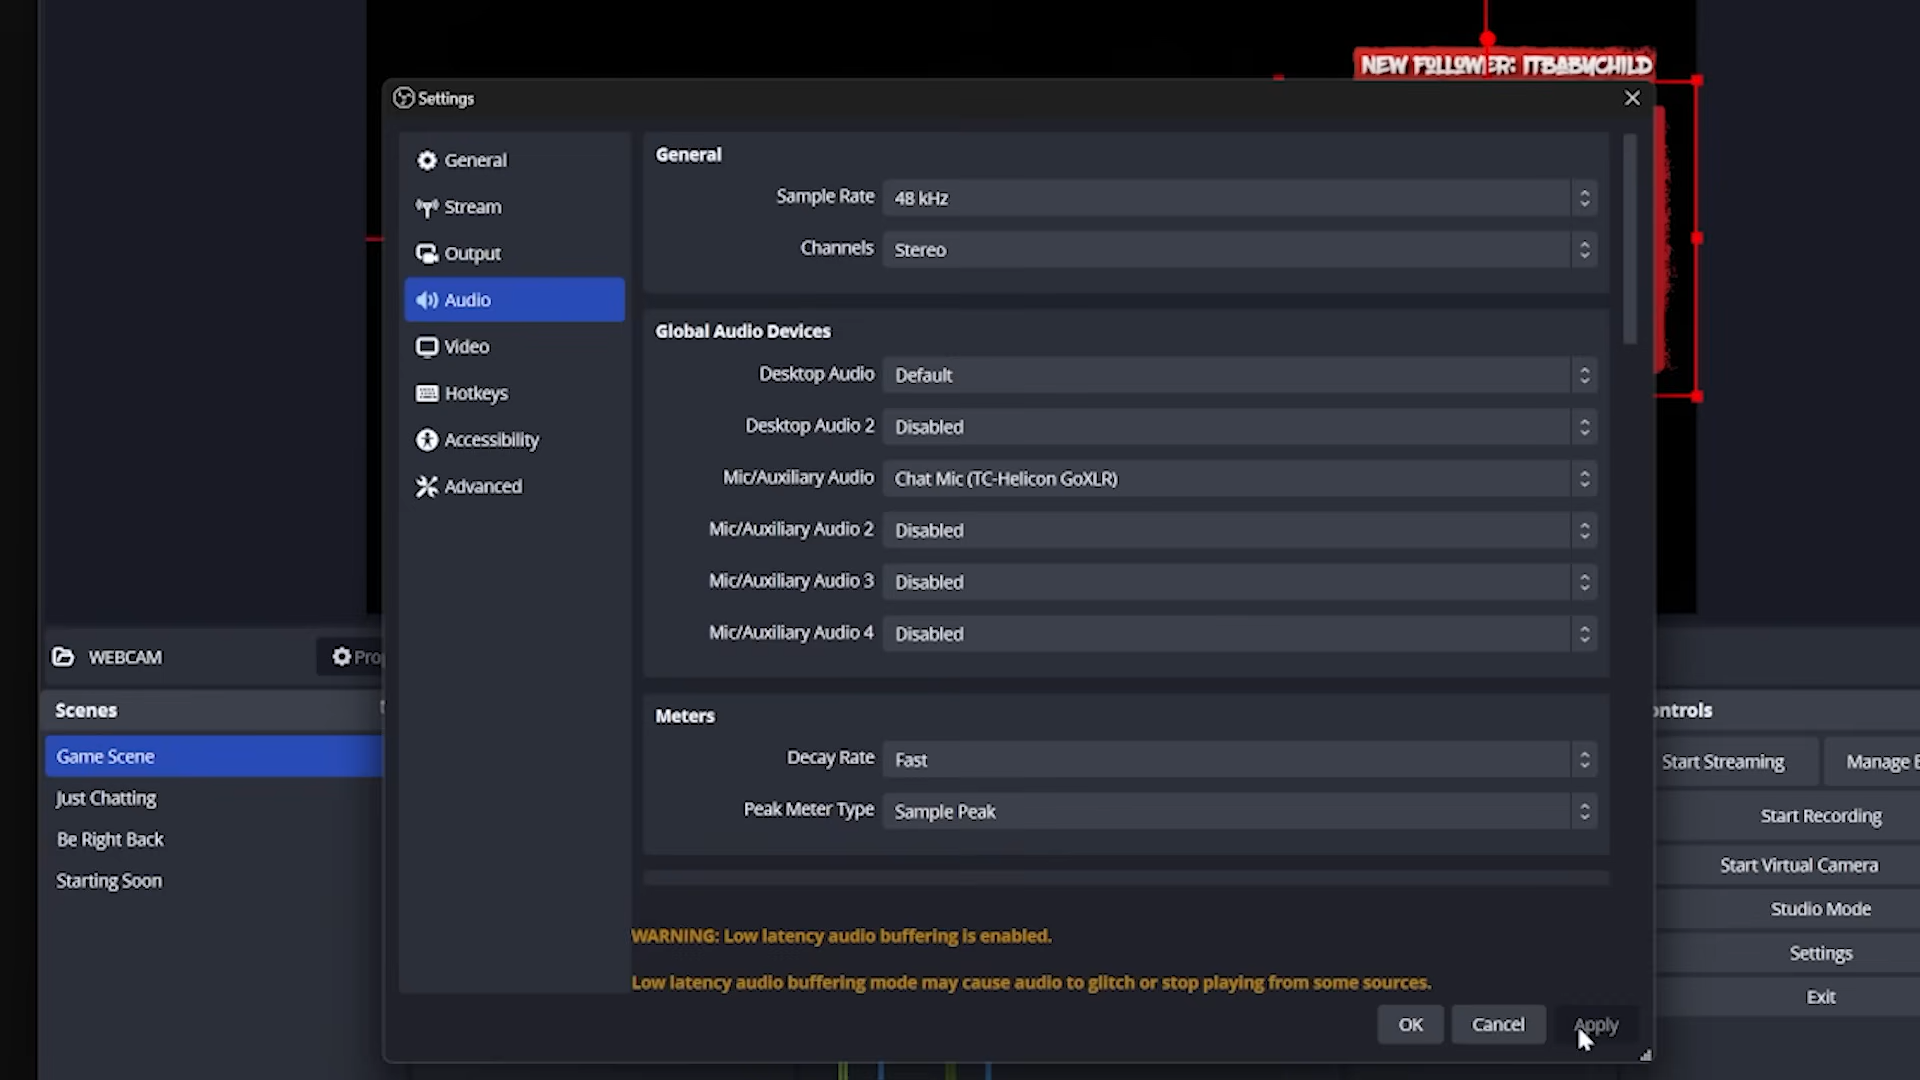 NEW FOLLOWER: ITBABYCHILD
Settings
General
Stream
Output
Audio
Video
Hotkeys
Accessibility
Advanced
General
Sample Rate 48 kHz
Channels Stereo
Global Audio Devices
Desktop Audio Default
Desktop Audio 2 Disabled
Mic/Auxiliary Audio Chat Mic (TC-Helicon GoXLR)
Mic/Auxiliary Audio 2 Disabled
Mic/Auxiliary Audio 3 Disabled
Mic/Auxiliary Audio 4 Disabled
Meters
Decay Rate Fast
Peak Meter Type Sample Peak
WARNING: Low latency audio buffering is enabled.
Low latency audio buffering mode may cause audio to glitch or stop playing from some sources.
OK Cancel Apply
WEBCAM
Scenes
Game Scene
Just Chatting
Be Right Back
Starting Soon
Start Streaming Manage
Start Recording
Start Virtual Camera
Studio Mode
Settings
Exit